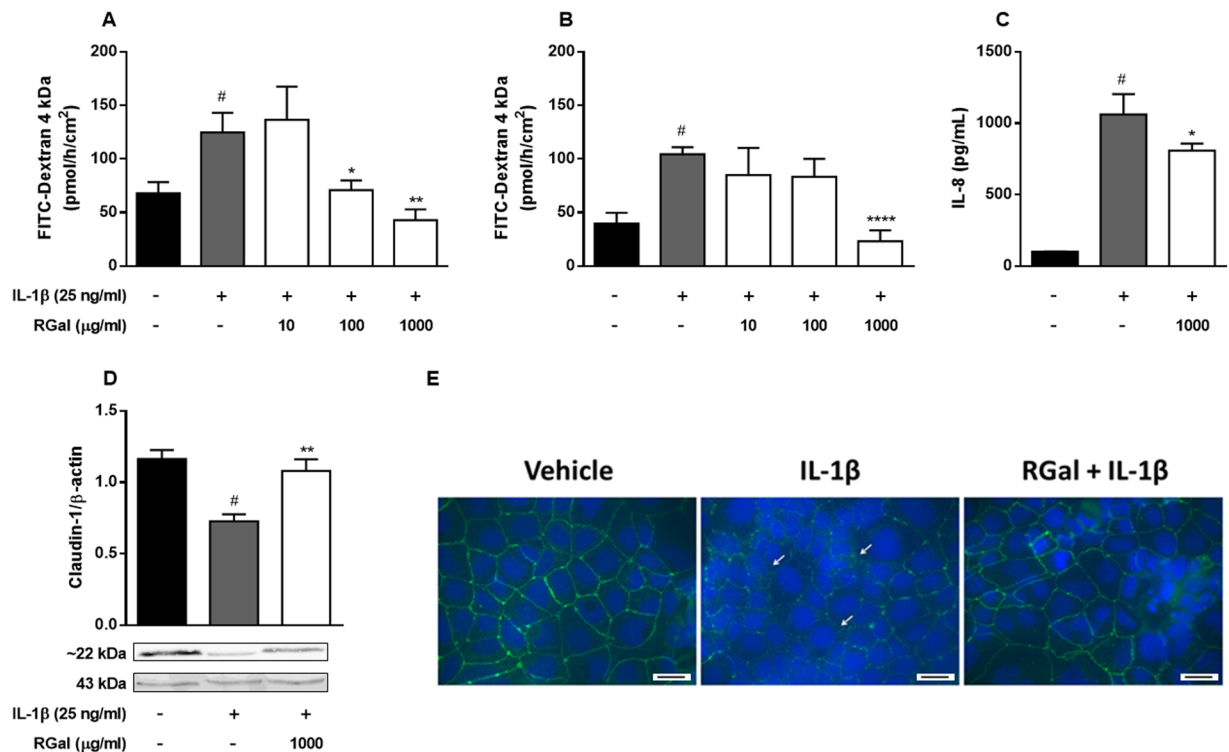 A
FITC-Dextran 4 kDa
(pmol/h/cm²)
200
150
100
50
0
#
*
**
IL-1β (25 ng/ml) - + + + +
RGal (μg/ml) - - 10 100 1000
B
FITC-Dextran 4 kDa
(pmol/h/cm²)
200
150
100
50
0
#
****
- + + + +
- - 10 100 1000
C
IL-8 (pg/mL)
1500
1000
500
0
#
*
- + +
- - 1000
D
Claudin-1/β-actin
1.5
1.0
0.5
0.0
#
**
~22 kDa
43 kDa
IL-1β (25 ng/ml) - + +
RGal (μg/ml) - - 1000
E
Vehicle
IL-1β
RGal + IL-1β